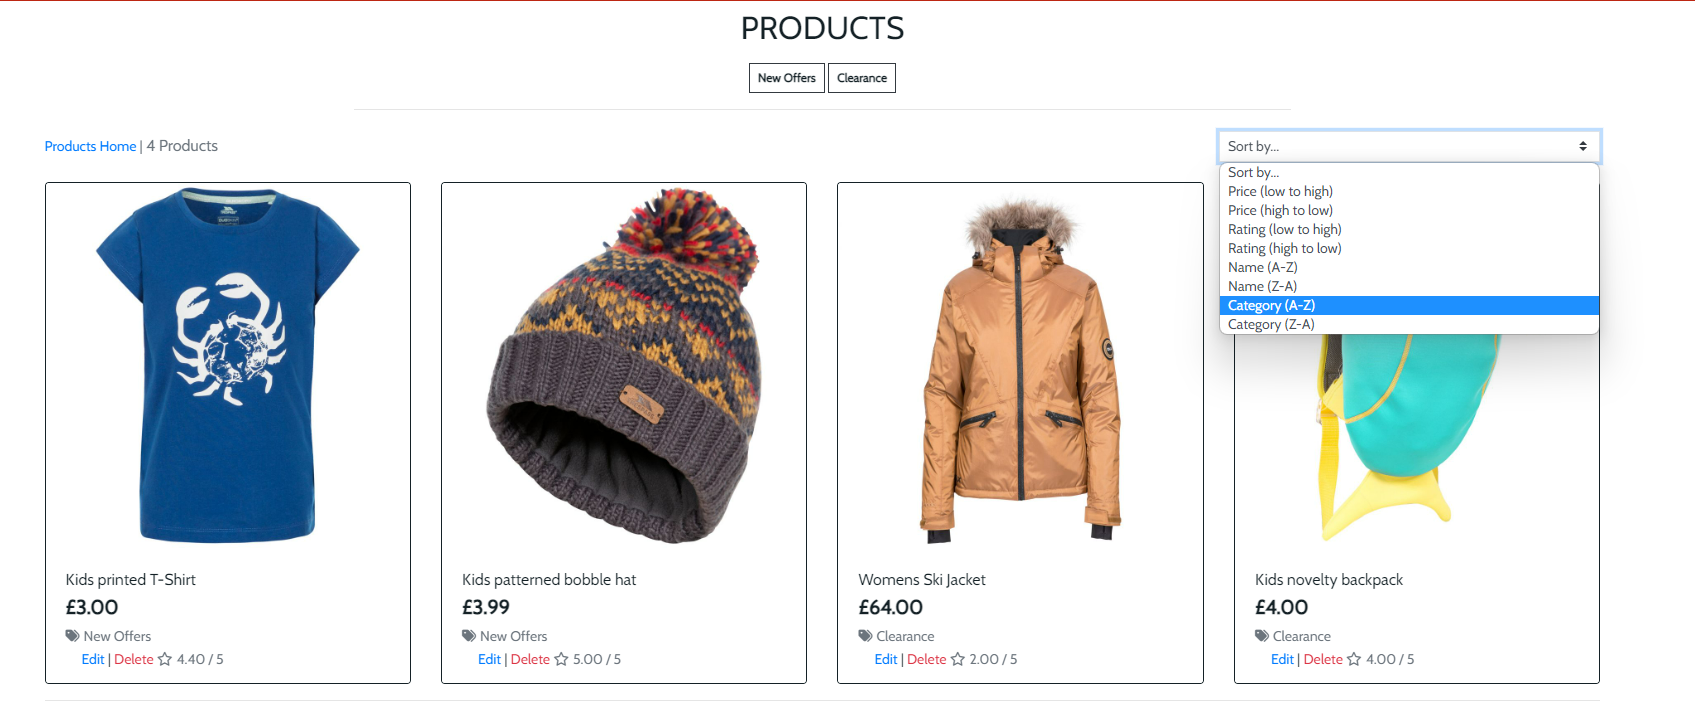 PRODUCTS
New Offers
Clearance
Products Home | 4 Products
Sort by...
Sort by...
Price (low to high)
Price (high to low)
Rating (low to high)
Rating (high to low)
Name (A-Z)
Name (Z-A)
Category (A-Z)
Category (Z-A)
Kids printed T-Shirt
£3.00
New Offers
Edit | Delete 4.40 / 5
Kids patterned bobble hat
£3.99
New Offers
Edit | Delete 5.00 / 5
Womens Ski Jacket
£64.00
Clearance
Edit | Delete 2.00 / 5
Kids novelty backpack
£4.00
Clearance
Edit | Delete 4.00 / 5